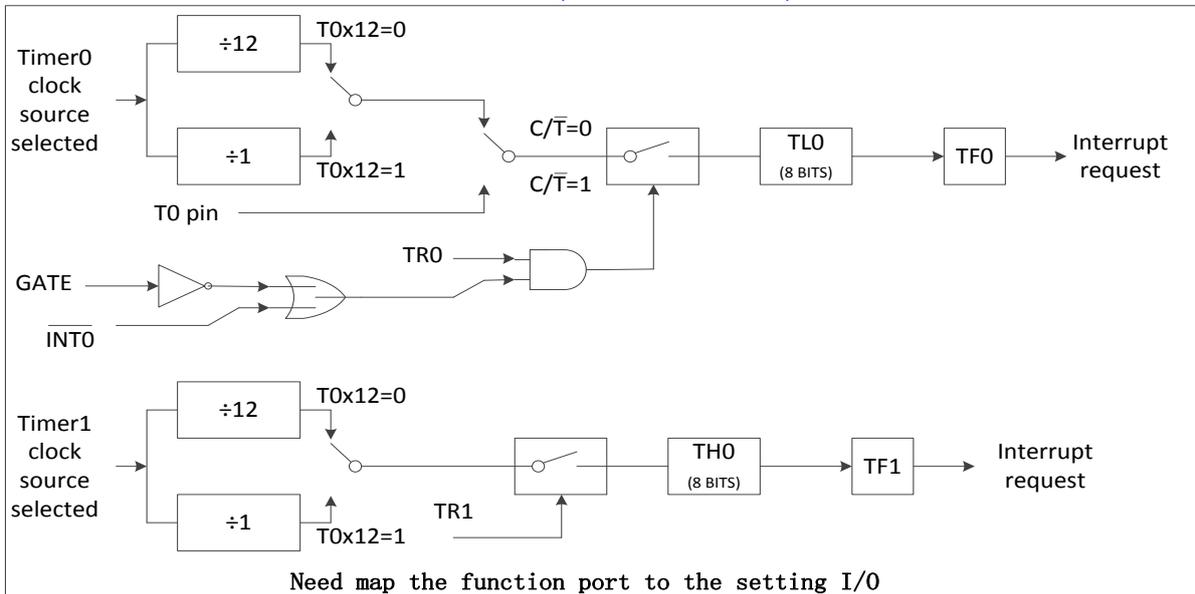 ÷12
T0x12=0
Timer0
clock
source
selected
÷1
T0x12=1
C/T̅=0
C/T̅=1
T0 pin
TL0
(8 BITS)
TF0
Interrupt
request
TR0
GATE
I̅N̅T̅0̅
÷12
T0x12=0
Timer1
clock
source
selected
÷1
T0x12=1
TR1
TH0
(8 BITS)
TF1
Interrupt
request
Need map the function port to the setting I/O